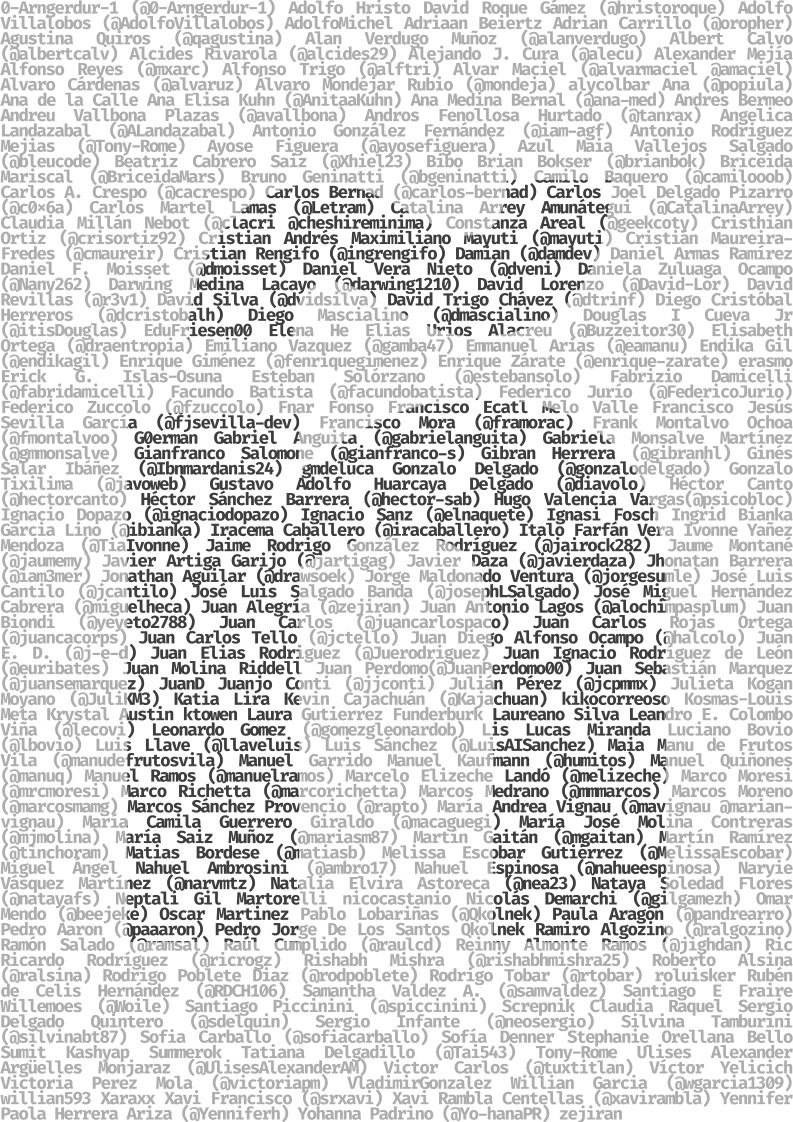 0-Arngerdur-1 (@0-Arngerdur-1) Adolfo Hristo David Roque Gámez (@hristoroque) Adolfo
Villalobos (@AdolfoVillalobos) AdolfoMichel Adriaan Beiertz Adrian Carrillo (@oropher)
Agustina Quiros (@qagustina) Alan Verdugo Muñoz (@alanverdugo) Albert Calvo
(@albertcalv) Alcides Rivarola (@alcides29) Alejando J. Cura (@alecu) Alexander Mejía
Alfonso Reyes (@mxarc) Alfonso Trigo (@alftri) Alvar Maciel (@alvarmaciel @amaciel)
Alvaro Cárdenas (@alvaruz) Álvaro Mondéjar Rubio (@mondeja) alycolbar Ana (@popiula)
Ana de la Calle Ana Elisa Kuhn (@AnitaaKuhn) Ana Medina Bernal (@ana-med) Andres Bermeo
Andreu Vallbona Plazas (@avallbona) Andros Fenollosa Hurtado (@tanrax) Angelica
Landazabal (@ALandazabal) Antonio González Fernández (@iam-agf) Antonio Rodriguez
Mejias (@Tony-Rome) Ayose Figuera (@ayosefiguera) Azul Maia Vallejos Salgado
(@bleucode) Beatriz Cabrero Saiz (@Xhiel23) Bibo Brian Bokser (@brianbok) Briceida
Mariscal (@BriceidaMars) Bruno Geninatti (@bgeninatti) Camilo Baquero (@camilooob)
Carlos A. Crespo (@cacrespo) Carlos Bernad (@carlos-bernad) Carlos Joel Delgado Pizarro
(@c0×6a) Carlos Martel Lamas (@Letram) Catalina Arrey Amunátegui (@CatalinaArrey)
Claudia Millán Nebot (@clacri @cheshireminima) Constanza Areal (@geekcoty) Cristhian
Ortiz (@crisortiz92) Cristian Andrés Maximiliano Mayuti (@mayuti) Cristián Maureira-
Fredes (@cmaureir) Cristian Rengifo (@ingrengifo) Damian (@damdev) Daniel Armas Ramirez
Daniel F. Moisset (@dmoisset) Daniel Vera Nieto (@dveni) Daniela Zuluaga Ocampo
(@Nany262) Darwing Medina Lacayo (@darwing1210) David Lorenzo (@David-Lor) David
Revillas (@r3v1) David Silva (@dvidsilva) David Trigo Chávez (@dtrinf) Diego Cristóbal
Herreros (@dcristobalh) Diego Mascialino (@dmascialino) Douglas I Cueva Jr
(@itisDouglas) EduFriesen00 Elena He Elias Urios Alacreu (@Buzzeitor30) Elisabeth
Ortega (@draentropia) Emiliano Vazquez (@gamba47) Emmanuel Arias (@eamanu) Endika Gil
(@endikagil) Enrique Giménez (@fenriquegimenez) Enrique Zárate (@enrique-zarate) erasmo
Erick G. Islas-Osuna Esteban Solórzano (@estebansolo) Fabrizio Damicelli
(@fabridamicelli) Facundo Batista (@facundobatista) Federico Jurío (@FedericoJurio)
Federico Zuccolo (@fzuccolo) Fnar Fonso Francisco Ecatl Melo Valle Francisco Jesús
Sevilla García (@fjsevilla-dev) Francisco Mora (@framorac) Frank Montalvo Ochoa
(@fmontalvoo) G0erman Gabriel Anguita (@gabrielanguita) Gabriela Monsalve Martínez
(@gmmonsalve) Gianfranco Salomone (@gianfranco-s) Gibran Herrera (@gibranhl) Ginés
Salar Ibáñez (@Ibnmardanis24) gmdeluca Gonzalo Delgado (@gonzalodelgado) Gonzalo
Tixilima (@javoweb) Gustavo Adolfo Huarcaya Delgado (@diavolo) Héctor Canto
(@hectorcanto) Héctor Sánchez Barrera (@hector-sab) Hugo Valencia Vargas(@psicobloc)
Ignacio Dopazo (@ignaciodopazo) Ignacio Sanz (@elnaquete) Ignasi Fosch Ingrid Bianka
Garcia Lino (@ibianka) Iracema Caballero (@iracaballero) Italo Farfán Vera Ivonne Yañez
Mendoza (@TiaIvonne) Jaime Rodrigo González Rodríguez (@jairock282) Jaume Montané
(@jaumemy) Javier Artiga Garijo (@jartigag) Javier Daza (@javierdaza) Jhonatan Barrera
(@iam3mer) Jonathan Aguilar (@drawsoek) Jorge Maldonado Ventura (@jorgesumle) José Luis
Cantilo (@jcantilo) José Luis Salgado Banda (@josephLSalgado) José Miguel Hernández
Cabrera (@miguelheca) Juan Alegría (@zejiran) Juan Antonio Lagos (@alochimpasplum) Juan
Biondi (@yeyeto2788) Juan Carlos (@juancarlospaco) Juan Carlos Rojas Ortega
(@juancacorps) Juan Carlos Tello (@jctello) Juan Diego Alfonso Ocampo (@halcolo) Juan
E. D. (@j-e-d) Juan Elias Rodriguez (@Juerodriguez) Juan Ignacio Rodríguez de León
(@euribates) Juan Molina Riddell Juan Perdomo(@JuanPerdomo00) Juan Sebastián Marquez
(@juansemarquez) JuanD Juanjo Conti (@jjconti) Julián Pérez (@jcpmmx) Julieta Kogan
Moyano (@JuliKM3) Katia Lira Kevin Cajachuán (@Kajachuan) kikocorreoso Kosmas-Louis
Meta Krystal Austin ktowen Laura Gutierrez Funderburk Laureano Silva Leandro E. Colombo
Viña (@lecovi) Leonardo Gomez (@gomezgleonardob) Lis Lucas Miranda Luciano Bovio
(@lbovio) Luis Llave (@llaveluis) Luis Sánchez (@LuisAISanchez) Maia Manu de Frutos
Vila (@manudefrutosvila) Manuel Garrido Manuel Kaufmann (@humitos) Manuel Quiñones
(@manuq) Manuel Ramos (@manuelramos) Marcelo Elizeche Landó (@melizeche) Marco Moresi
(@mrcmoresi) Marco Richetta (@marcorichetta) Marcos Medrano (@mmmarcos) Marcos Moreno
(@marcosmamg) Marcos Sánchez Provencio (@rapto) María Andrea Vignau (@mavignau @marian-
vignau) Maria Camila Guerrero Giraldo (@macaguegi) María José Molina Contreras
(@mjmolina) María Saiz Muñoz (@mariasm87) Martin Gaitán (@mgaitan) Martín Ramírez
(@tinchoram) Matias Bordese (@matiasb) Melissa Escobar Gutiérrez (@MelissaEscobar)
Miguel Ángel Nahuel Ambrosini (@ambro17) Nahuel Espinosa (@nahueespinosa) Naryie
Vásquez Martínez (@narvmtz) Natalia Elvira Astoreca (@nea23) Nataya Soledad Flores
(@natayafs) Neptali Gil Martorelli nicocastanio Nicolás Demarchi (@gilgamezh) Omar
Mendo (@beejeke) Oscar Martinez Pablo Lobariñas (@Qkolnek) Paula Aragón (@pandrearro)
Pedro Aaron (@paaaron) Pedro Jorge De Los Santos Qkolnek Ramiro Algozino (@ralgozino)
Ramón Salado (@ramsal) Raúl Cumplido (@raulcd) Reinny Almonte Ramos (@jighdan) Ric
Ricardo Rodríguez (@ricrogz) Rishabh Mishra (@rishabhmishra25) Roberto Alsina
(@ralsina) Rodrigo Poblete Diaz (@rodpoblete) Rodrigo Tobar (@rtobar) roluisker Rubén
de Celis Hernández (@RDCH106) Samantha Valdez A. (@samvaldez) Santiago E Fraire
Willemoes (@Woile) Santiago Piccinini (@spiccinini) Screpnik Claudia Raquel Sergio
Delgado Quintero (@sdelquin) Sergio Infante (@neosergio) Silvina Tamburini
(@silvinabt87) Sofia Carballo (@sofiacarballo) Sofía Denner Stephanie Orellana Bello
Sumit Kashyap Summerok Tatiana Delgadillo (@Tai543) Tony-Rome Ulises Alexander
Argüelles Monjaraz (@UlisesAlexanderAM) Victor Carlos (@tuxtitlan) Víctor Yelicich
Victoria Perez Mola (@victoriapm) VladimirGonzalez Willian Garcia (@wgarcia1309)
willian593 Xaraxx Xavi Francisco (@srxavi) Xavi Rambla Centellas (@xavirambla) Yennifer
Paola Herrera Ariza (@Yenniferh) Yohanna Padrino (@Yo-hanaPR) zejiran